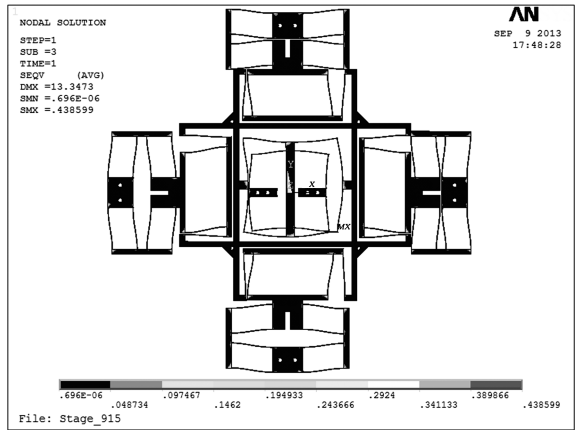 1
NODAL SOLUTION
AN
STEP=1
SUB =3
TIME=1
SEQV (AVG)
DMX =13.3473
SMN =.696E-06
SMX =.438599
SEP 9 2013
17:48:28
Y
X
MX
.696E-06 .097467 .194933 .2924 .389866
.048734 .1462 .243666 .341133 .438599
File: Stage_915